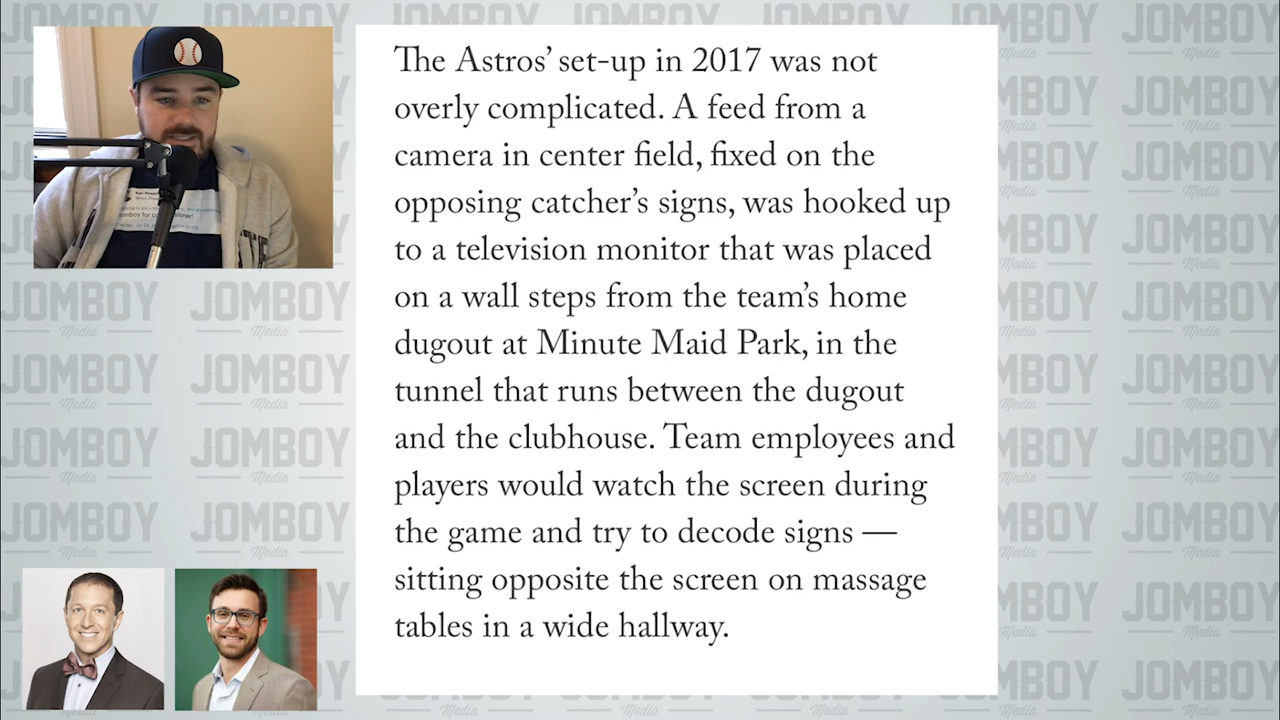 JOMBOY
Media
The Astros' set-up in 2017 was not
overly complicated. A feed from a
camera in center field, fixed on the
opposing catcher's signs, was hooked up
to a television monitor that was placed
on a wall steps from the team's home
dugout at Minute Maid Park, in the
tunnel that runs between the dugout
and the clubhouse. Team employees and
players would watch the screen during
the game and try to decode signs —
sitting opposite the screen on massage
tables in a wide hallway.